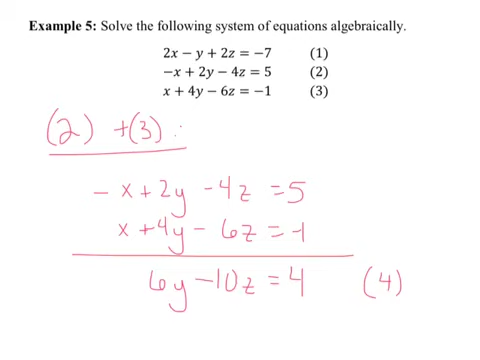 Example 5: Solve the following system of equations algebraically.
2x − y + 2z = −7 (1)
−x + 2y − 4z = 5 (2)
x + 4y − 6z = −1 (3)
(2) + (3) :
- x + 2y - 4z = 5
x + 4y - 6z = -1
6y - 10z = 4 (4)